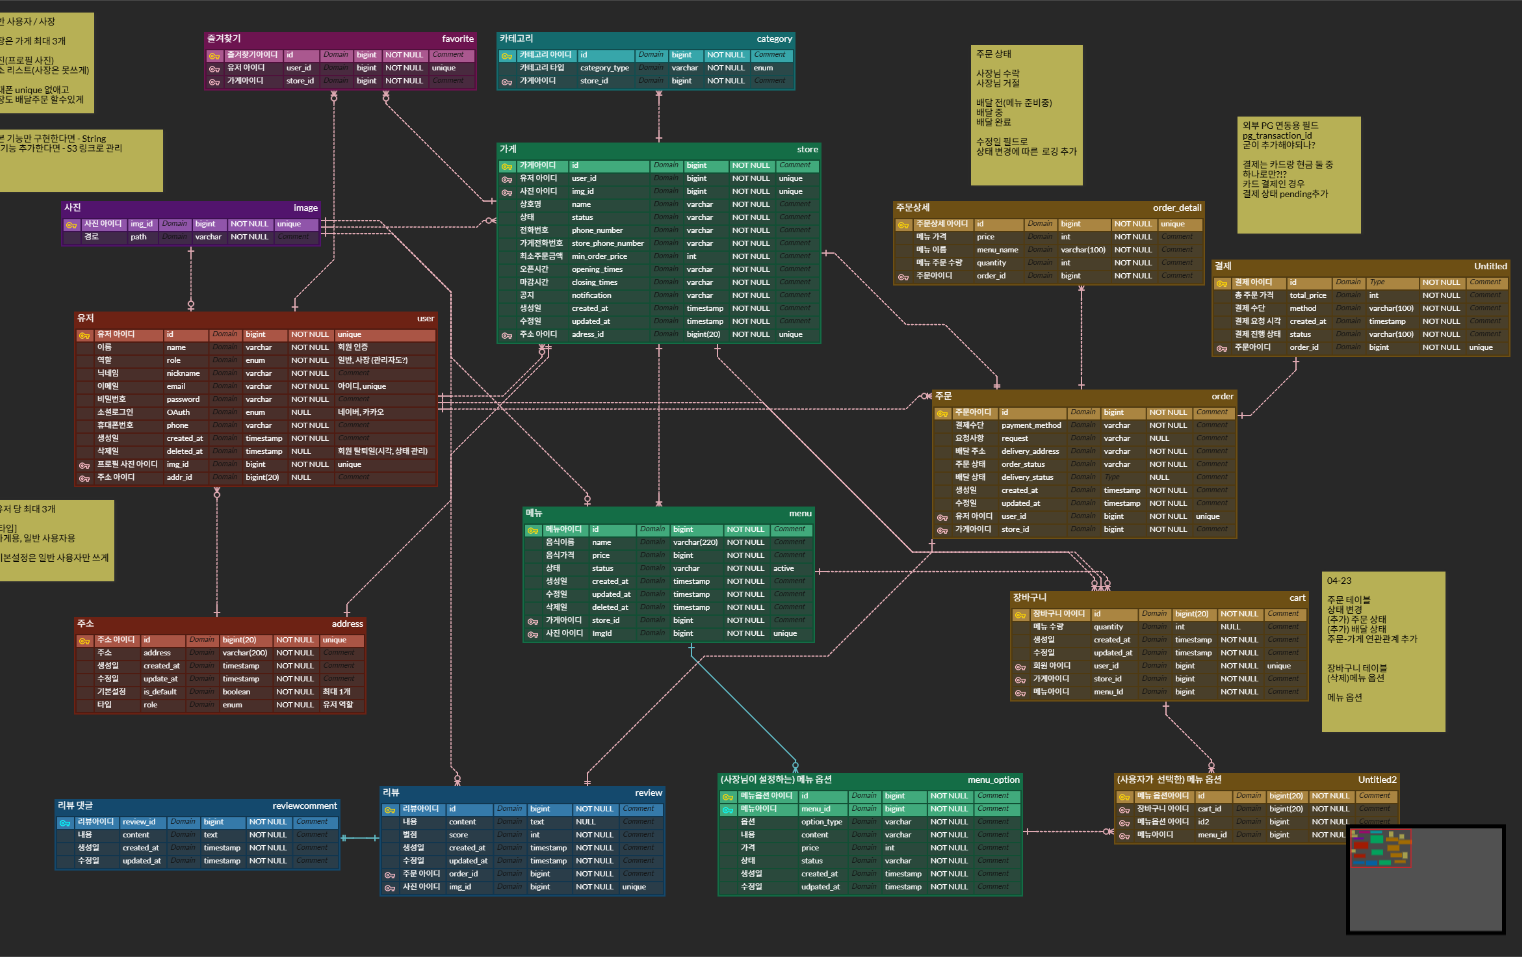 반 사용자 / 사장
장은 가게 최대 3개
진(프로필 사진)
소 리스트(사장은 못쓰게)
대폰 unique 없애고
장도 배달주문 할수있게
본 기능만 구현한다면 - String
기능 추가한다면 - S3 링크로 관리
즐겨찾기 favorite
즐겨찾기아이디 id Domain bigint NOT NULL Comment
유저 아이디 user_id Domain bigint NOT NULL unique
가게아이디 store_id Domain bigint NOT NULL Comment
카테고리 category
카테고리 아이디 id Domain bigint NOT NULL Comment
카테고리 타입 category_type Domain varchar NOT NULL enum
가게아이디 store_id Domain bigint NOT NULL Comment
주문 상태
사장님 수락
사장님 거절
배달 전(메뉴 준비중)
배달 중
배달 완료
수정일 필드로
상태 변경에 따른 로깅 추가
외부 PG 연동용 필드
pg_transaction_id
굳이 추가해야되나?
결제는 카드랑 현금 둘 중
하나로만?!?
카드 결제인 경우
결제 상태 pending추가
가게 store
가게아이디 id Domain bigint NOT NULL Comment
유저 아이디 user_id Domain bigint NOT NULL unique
사진 아이디 img_id Domain bigint NOT NULL unique
상호명 name Domain varchar NOT NULL Comment
상태 status Domain varchar NOT NULL Comment
전화번호 phone_number Domain varchar NOT NULL Comment
가게전화번호 store_phone_number Domain varchar NOT NULL Comment
최소주문금액 min_order_price Domain int NOT NULL Comment
오픈시간 opening_times Domain varchar NOT NULL Comment
마감시간 closing_times Domain varchar NOT NULL Comment
공지 notification Domain varchar NOT NULL Comment
생성일 created_at Domain timestamp NOT NULL Comment
수정일 updated_at Domain timestamp NOT NULL Comment
주소 아이디 adress_id Domain bigint(20) NOT NULL unique
사진 image
사진 아이디 img_id Domain bigint NOT NULL unique
경로 path Domain varchar NOT NULL Comment
주문상세 order_detail
주문상세 아이디 id Domain bigint NOT NULL unique
메뉴 가격 price Domain int NOT NULL Comment
메뉴 이름 menu_name Domain varchar(100) NOT NULL Comment
메뉴 주문 수량 quantity Domain int NOT NULL Comment
주문아이디 order_id Domain bigint NOT NULL Comment
결제 Untitled
결제 아이디 id Domain Type NOT NULL Comment
총 주문 가격 total_price Domain int NOT NULL Comment
결제 수단 method Domain varchar(100) NOT NULL Comment
결제 요청 시각 created_at Domain timestamp NOT NULL Comment
결제 진행 상태 status Domain varchar(100) NOT NULL Comment
주문아이디 order_id Domain bigint NOT NULL unique
유저 user
유저 아이디 id Domain bigint NOT NULL unique
이름 name Domain varchar NOT NULL 회원 인증
역할 role Domain enum NOT NULL 일반, 사장 (관리자도?)
닉네임 nickname Domain varchar NOT NULL Comment
이메일 email Domain varchar NOT NULL 아이디, unique
비밀번호 password Domain varchar NOT NULL Comment
소셜로그인 OAuth Domain enum NULL 네이버, 카카오
휴대폰번호 phone Domain varchar NOT NULL Comment
생성일 created_at Domain timestamp NOT NULL Comment
삭제일 deleted_at Domain timestamp NOT NULL 회원 탈퇴일(시각, 상태 관리)
프로필 사진 아이디 img_id Domain bigint NOT NULL unique
주소 아이디 addr_id Domain bigint(20) NULL Comment
주문 order
주문아이디 id Domain bigint NOT NULL Comment
결제수단 payment_method Domain varchar NOT NULL Comment
요청사항 request Domain varchar NULL Comment
배달 주소 delivery_address Domain varchar NOT NULL Comment
주문 상태 order_status Domain varchar NOT NULL Comment
배달 상태 delivery_status Domain Type NULL Comment
생성일 created_at Domain timestamp NOT NULL Comment
수정일 updated_at Domain timestamp NOT NULL Comment
유저 아이디 user_id Domain bigint NOT NULL unique
가게아이디 store_id Domain bigint NOT NULL Comment
유저 당 최대 3개
타입]
가게용, 일반 사용자용
기본설정은 일반 사용자만 쓰게
메뉴 menu
메뉴아이디 id Domain bigint NOT NULL Comment
음식이름 name Domain varchar(220) NOT NULL Comment
음식가격 price Domain bigint NOT NULL Comment
상태 status Domain varchar NOT NULL active
생성일 created_at Domain timestamp NOT NULL Comment
수정일 updated_at Domain timestamp NOT NULL Comment
삭제일 deleted_at Domain timestamp NOT NULL Comment
가게아이디 store_id Domain bigint NOT NULL Comment
사진 아이디 ImgId Domain bigint NOT NULL unique
장바구니 cart
장바구니 아이디 id Domain bigint(20) NOT NULL Comment
메뉴 수량 quantity Domain int NULL Comment
생성일 created_at Domain timestamp NOT NULL Comment
수정일 updated_at Domain timestamp NOT NULL Comment
회원 아이디 user_id Domain bigint NOT NULL unique
가게아이디 store_id Domain bigint NOT NULL Comment
메뉴아이디 menu_Id Domain bigint NOT NULL Comment
04-23
주문 테이블
상태 변경
(추가) 주문 상태
(추가) 배달 상태
주문-가게 연관관계 추가
장바구니 테이블
(삭제)메뉴 옵션
메뉴 옵션
주소 address
주소 아이디 id Domain bigint(20) NOT NULL unique
주소 address Domain varchar(200) NOT NULL Comment
생성일 created_at Domain timestamp NOT NULL Comment
수정일 update_at Domain timestamp NOT NULL Comment
기본설정 is_default Domain boolean NOT NULL 최대 1개
타입 role Domain enum NOT NULL 유저 역할
리뷰 댓글 reviewcomment
리뷰아이디 review_id Domain bigint NOT NULL Comment
내용 content Domain text NOT NULL Comment
생성일 created_at Domain timestamp NOT NULL Comment
수정일 updated_at Domain timestamp NOT NULL Comment
리뷰 review
리뷰아이디 id Domain bigint NOT NULL Comment
내용 content Domain text NULL Comment
별점 score Domain int NOT NULL Comment
생성일 created_at Domain timestamp NOT NULL Comment
수정일 updated_at Domain timestamp NOT NULL Comment
주문 아이디 order_id Domain bigint NOT NULL Comment
사진 아이디 img_id Domain bigint NOT NULL unique
(사장님이 설정하는) 메뉴 옵션 menu_option
메뉴옵션 아이디 id Domain bigint NOT NULL Comment
메뉴아이디 menu_id Domain bigint NOT NULL Comment
옵션 option_type Domain varchar NOT NULL Comment
내용 content Domain varchar NOT NULL Comment
가격 price Domain int NOT NULL Comment
상태 status Domain varchar NOT NULL Comment
생성일 created_at Domain timestamp NOT NULL Comment
수정일 udpated_at Domain timestamp NOT NULL Comment
(사용자가 선택한) 메뉴 옵션 Untitled2
메뉴 옵션아이디 id Domain bigint(20) NOT NULL Comment
장바구니 아이디 cart_id Domain bigint(20) NOT NULL Comment
메뉴옵션 아이디 id2 Domain bigint NOT NULL
메뉴아이디 menu_id Domain bigint NOT NULL